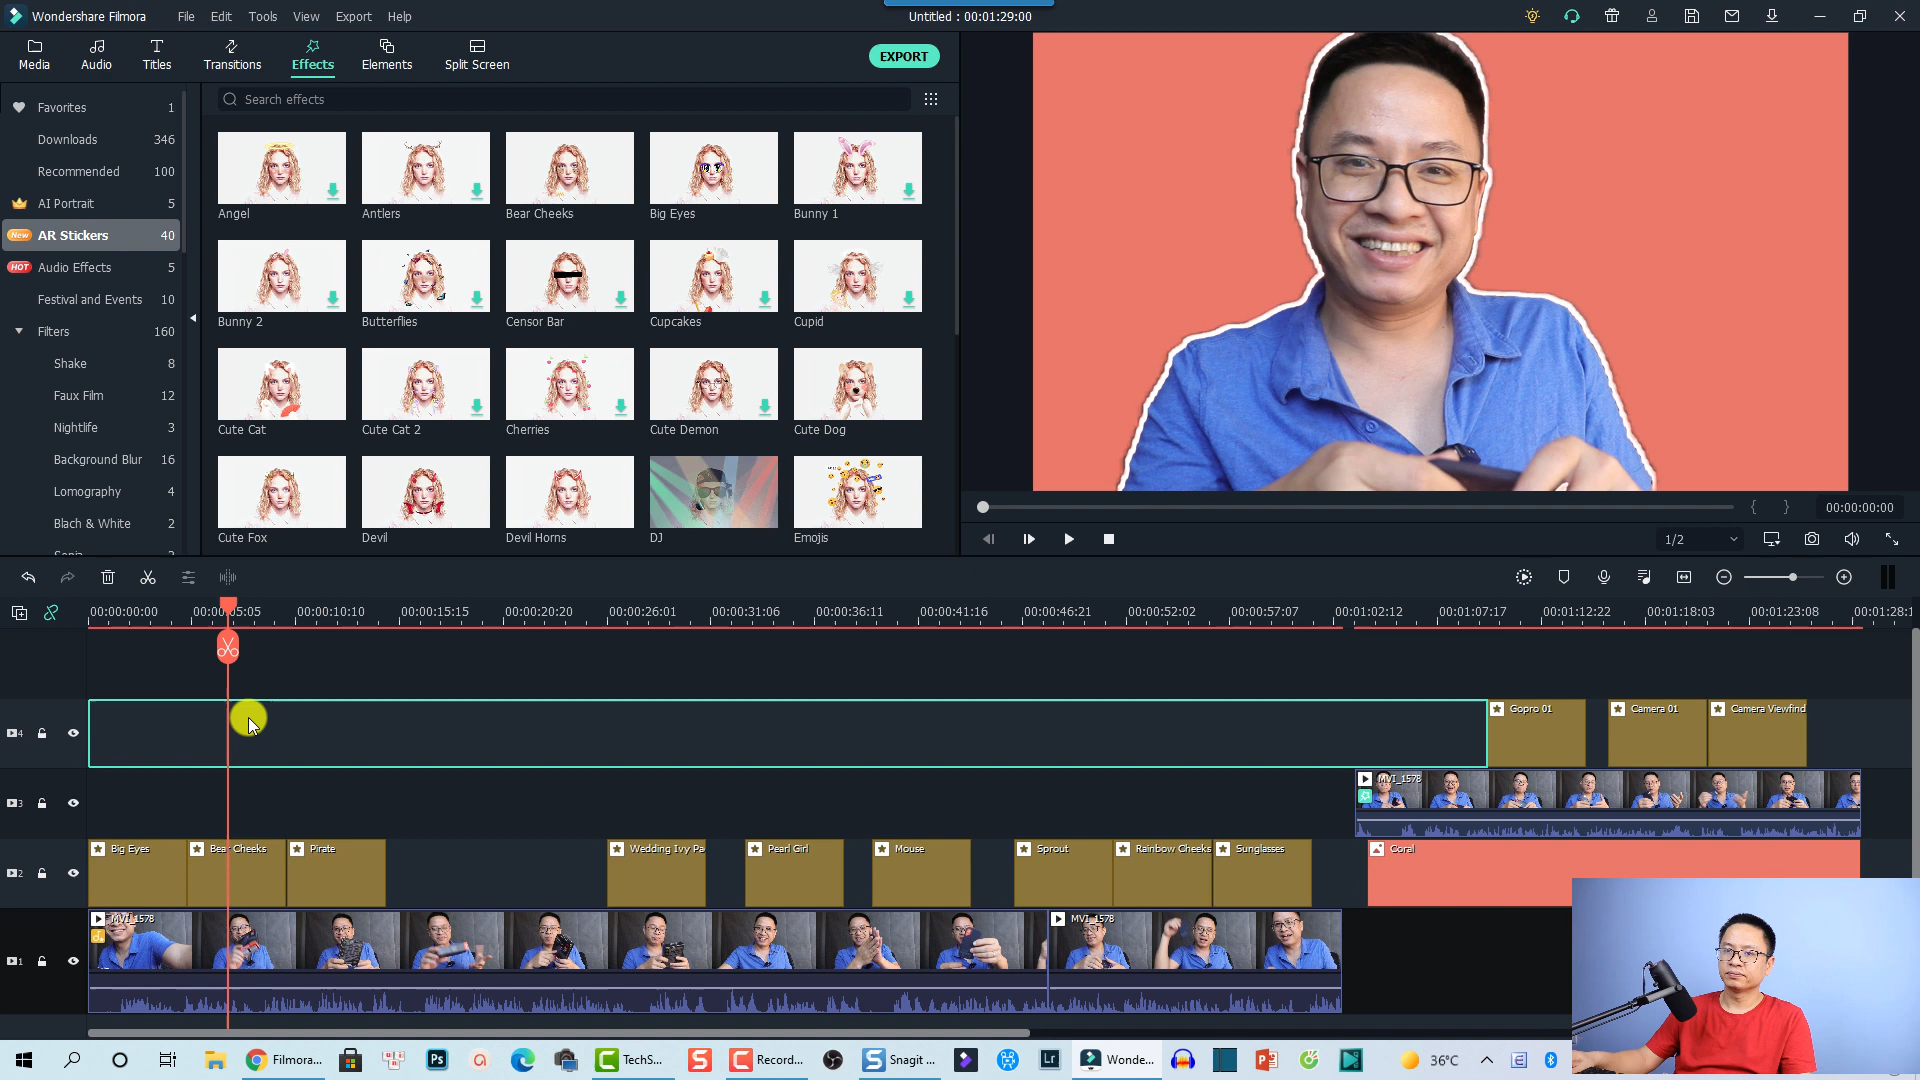 Wondershare Filmora File Edit Tools View Export Help Untitled : 00:01:29:00
Media Audio Titles Transitions Effects Elements Split Screen EXPORT
Favorites 1
Downloads 346
Recommended 100
AI Portrait 5
New AR Stickers 40
HOT Audio Effects 5
Festival and Events 10
Filters 160
Shake 8
Faux Film 12
Nightlife 3
Background Blur 16
Lomography 4
Blach & White 2
Search effects
Angel Antlers Bear Cheeks Big Eyes Bunny 1
Bunny 2 Butterflies Censor Bar Cupcakes Cupid
Cute Cat Cute Cat 2 Cherries Cute Demon Cute Dog
Cute Fox Devil Devil Horns DJ Emojis
{ } 00:00:00:00
1/2
00:00:00:00 00:00:05:05 00:00:10:10 00:00:15:15 00:00:20:20 00:00:26:01 00:00:31:06 00:00:36:11 00:00:41:16 00:00:46:21 00:00:52:02 00:00:57:07 00:01:02:12 00:01:07:17 00:01:12:22 00:01:18:03 00:01:23:08 00:01:28:1
4 Gopro 01 Camera 01 Camera Viewfind
3 MVI_1578
2 Big Eyes Bear Cheeks Pirate Wedding Ivy Pa Pearl Girl Mouse Sprout Rainbow Cheeks Sunglasses Coral
1 MVI_1578 MVI_1578
Filmora... Ps TechS... Record... Snagit ... Lr Wonde... 36°C